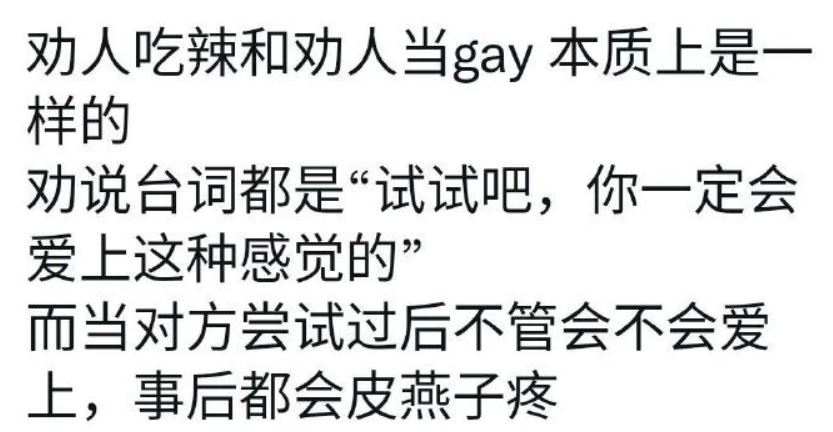 劝人吃辣和劝人当gay 本质上是一
样的
劝说台词都是“试试吧，你一定会
爱上这种感觉的”
而当对方尝试过后不管会不会爱
上，事后都会皮燕子疼